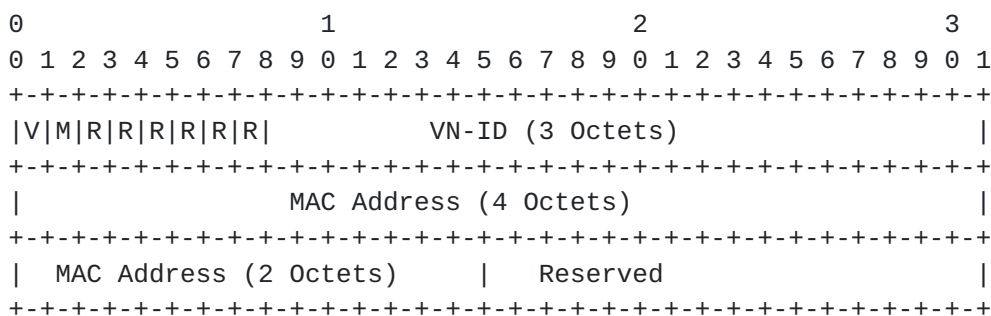 0                   1                   2                   3
0 1 2 3 4 5 6 7 8 9 0 1 2 3 4 5 6 7 8 9 0 1 2 3 4 5 6 7 8 9 0 1
+-+-+-+-+-+-+-+-+-+-+-+-+-+-+-+-+-+-+-+-+-+-+-+-+-+-+-+-+-+-+-+
|V|M|R|R|R|R|R|R|          VN-ID (3 Octets)                   |
+-+-+-+-+-+-+-+-+-+-+-+-+-+-+-+-+-+-+-+-+-+-+-+-+-+-+-+-+-+-+-+
|                 MAC Address (4 Octets)                      |
+-+-+-+-+-+-+-+-+-+-+-+-+-+-+-+-+-+-+-+-+-+-+-+-+-+-+-+-+-+-+-+
|  MAC Address (2 Octets)     |   Reserved                    |
+-+-+-+-+-+-+-+-+-+-+-+-+-+-+-+-+-+-+-+-+-+-+-+-+-+-+-+-+-+-+-+